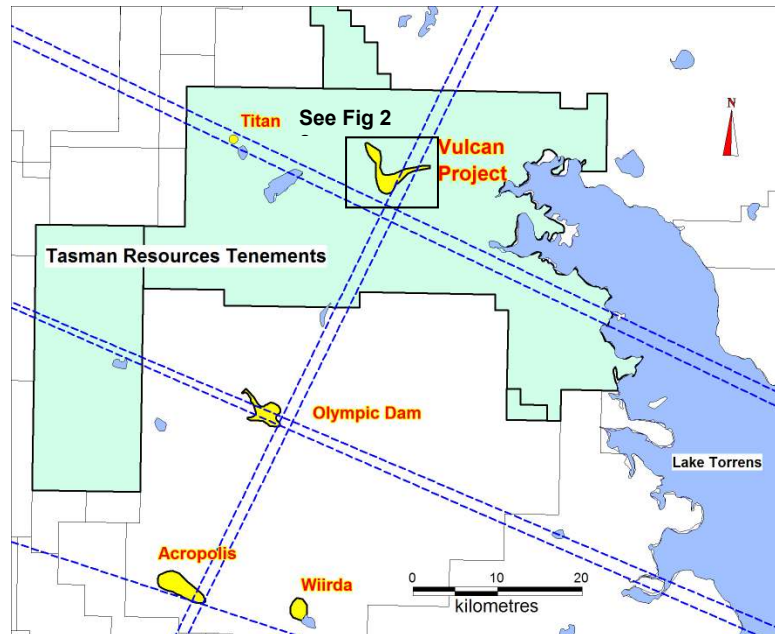 See Fig 2
Titan
N
Vulcan
Project
Tasman Resources Tenements
Olympic Dam
Lake Torrens
Acropolis
Wiirda
0 10 20
kilometres